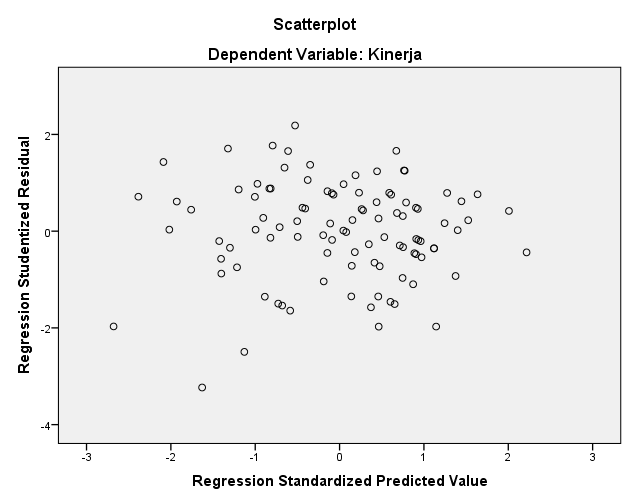 Scatterplot
Dependent Variable: Kinerja
Regression Studentized Residual
2
0
-2
-4
-3
-2
-1
0
1
2
3
Regression Standardized Predicted Value